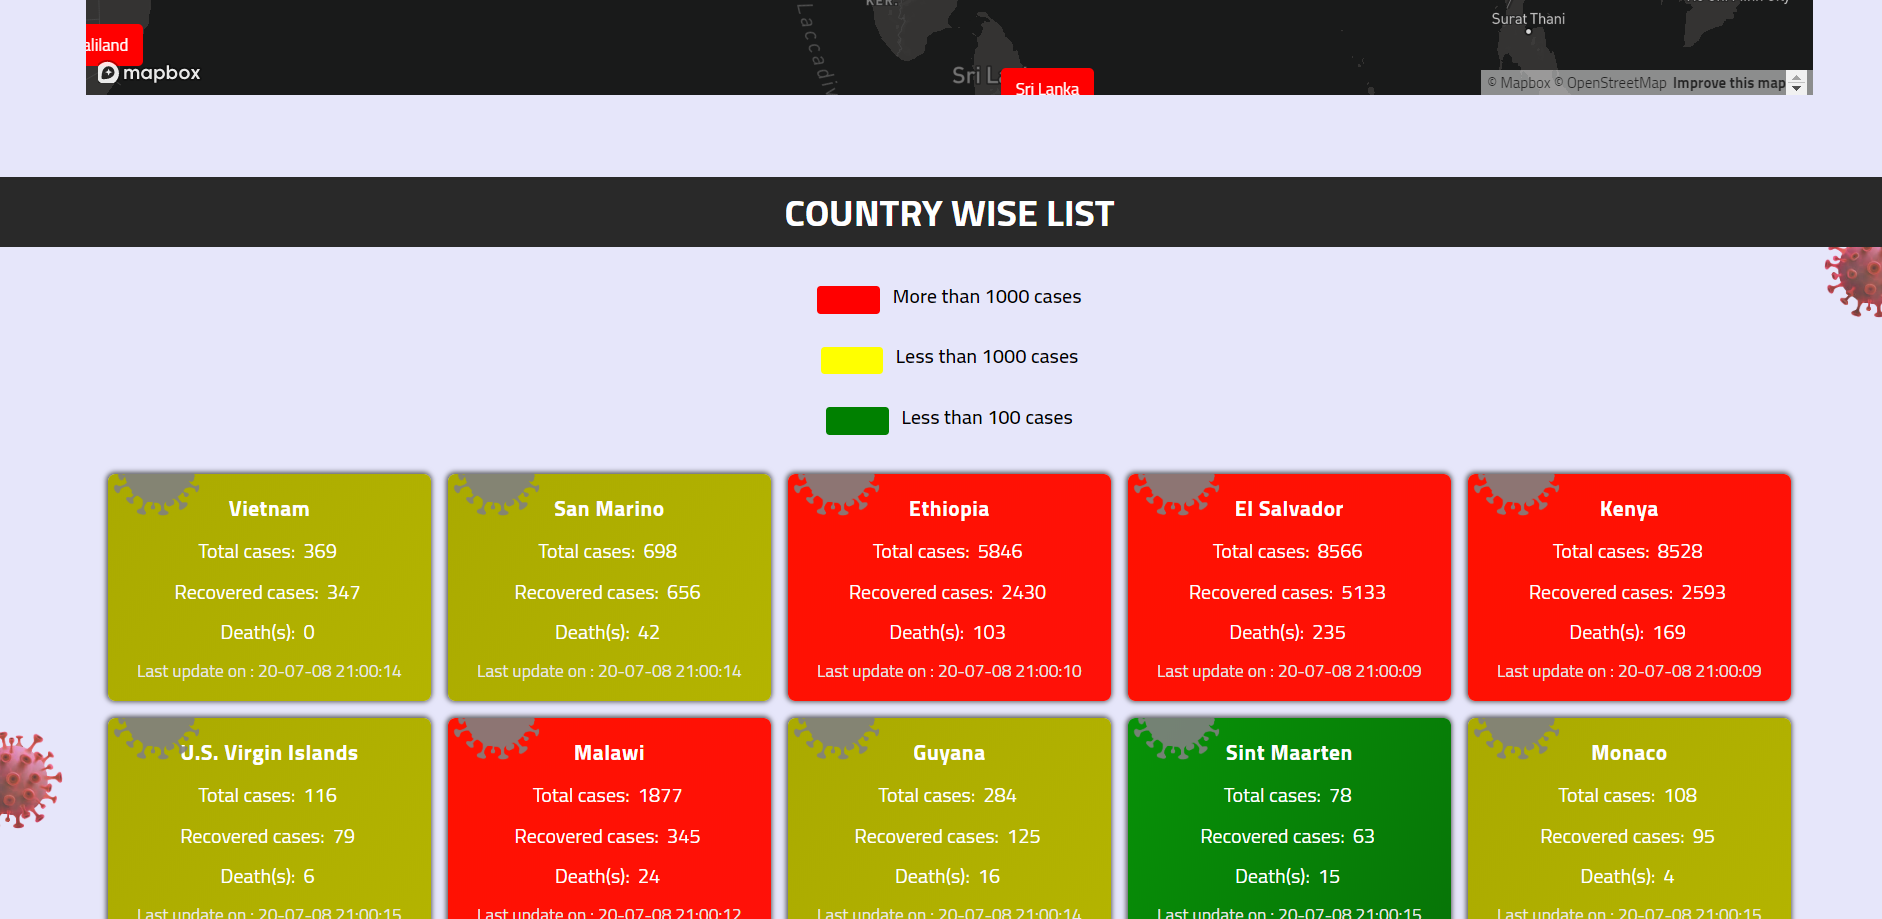 KER.
Laccadiv
Surat Thani
aliland
mapbox
Sri La
Sri Lanka
© Mapbox © OpenStreetMap Improve this map
COUNTRY WISE LIST
More than 1000 cases
Less than 1000 cases
Less than 100 cases
Vietnam
Total cases: 369
Recovered cases: 347
Death(s): 0
Last update on : 20-07-08 21:00:14
San Marino
Total cases: 698
Recovered cases: 656
Death(s): 42
Last update on : 20-07-08 21:00:14
Ethiopia
Total cases: 5846
Recovered cases: 2430
Death(s): 103
Last update on : 20-07-08 21:00:10
El Salvador
Total cases: 8566
Recovered cases: 5133
Death(s): 235
Last update on : 20-07-08 21:00:09
Kenya
Total cases: 8528
Recovered cases: 2593
Death(s): 169
Last update on : 20-07-08 21:00:09
U.S. Virgin Islands
Total cases: 116
Recovered cases: 79
Death(s): 6
Last update on : 20-07-08 21:00:15
Malawi
Total cases: 1877
Recovered cases: 345
Death(s): 24
Last update on : 20-07-08 21:00:12
Guyana
Total cases: 284
Recovered cases: 125
Death(s): 16
Last update on : 20-07-08 21:00:14
Sint Maarten
Total cases: 78
Recovered cases: 63
Death(s): 15
Last update on : 20-07-08 21:00:15
Monaco
Total cases: 108
Recovered cases: 95
Death(s): 4
Last update on : 20-07-08 21:00:15